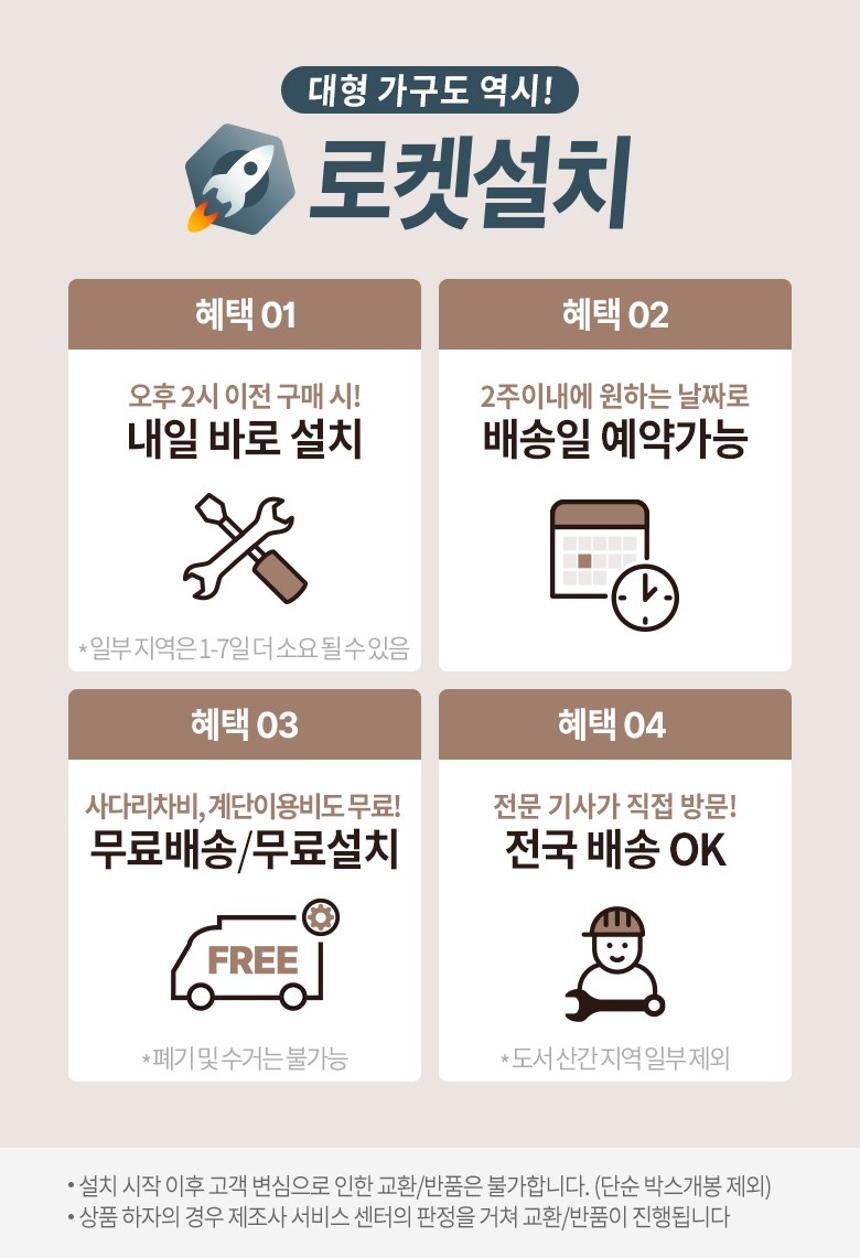 대형 가구도 역시!
로켓설치
혜택 01
오후 2시 이전 구매 시!
내일 바로 설치
* 일부 지역은 1-7일 더 소요 될 수 있음
혜택 02
2주이내에 원하는 날짜로
배송일 예약가능
혜택 03
사다리차비, 계단이용비도 무료!
무료배송/무료설치
FREE
* 폐기 및 수거는 불가능
혜택 04
전문 기사가 직접 방문!
전국 배송 OK
* 도서 산간 지역 일부 제외
• 설치 시작 이후 고객 변심으로 인한 교환/반품은 불가합니다. (단순 박스개봉 제외)
• 상품 하자의 경우 제조사 서비스 센터의 판정을 거쳐 교환/반품이 진행됩니다